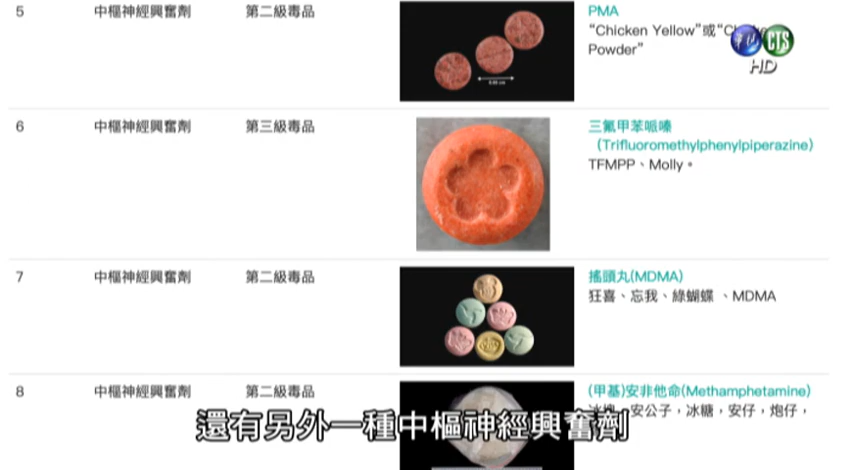 5 中樞神經興奮劑 第二級毒品 PMA
“Chicken Yellow”或“Chicken
Powder”
華視 CTS
HD
6 中樞神經興奮劑 第三級毒品 三氟甲苯哌嗪
（Trifluoromethylphenylpiperazine）
TFMPP、Molly。
7 中樞神經興奮劑 第二級毒品 搖頭丸(MDMA)
狂喜、忘我、綠蝴蝶 、MDMA
8 中樞神經興奮劑 第二級毒品 (甲基)安非他命(Methamphetamine)
安公子，冰糖，安仔，炮仔，
還有另外一種中樞神經興奮劑